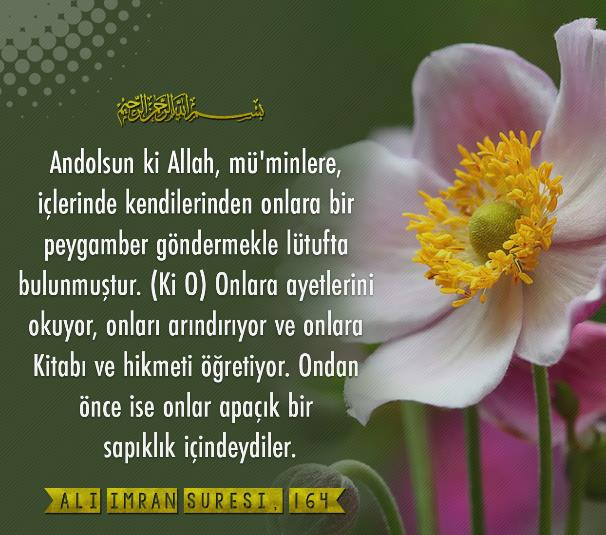 بسم الله الرحمن الرحيم
Andolsun ki Allah, mü'minlere,
içlerinde kendilerinden onlara bir
peygamber göndermekle lütufta
bulunmuştur. (Ki O) Onlara ayetlerini
okuyor, onları arındırıyor ve onlara
Kitabı ve hikmeti öğretiyor. Ondan
önce ise onlar apaçık bir
sapıklık içindeydiler.
ALI IMRAN SURESI, 164